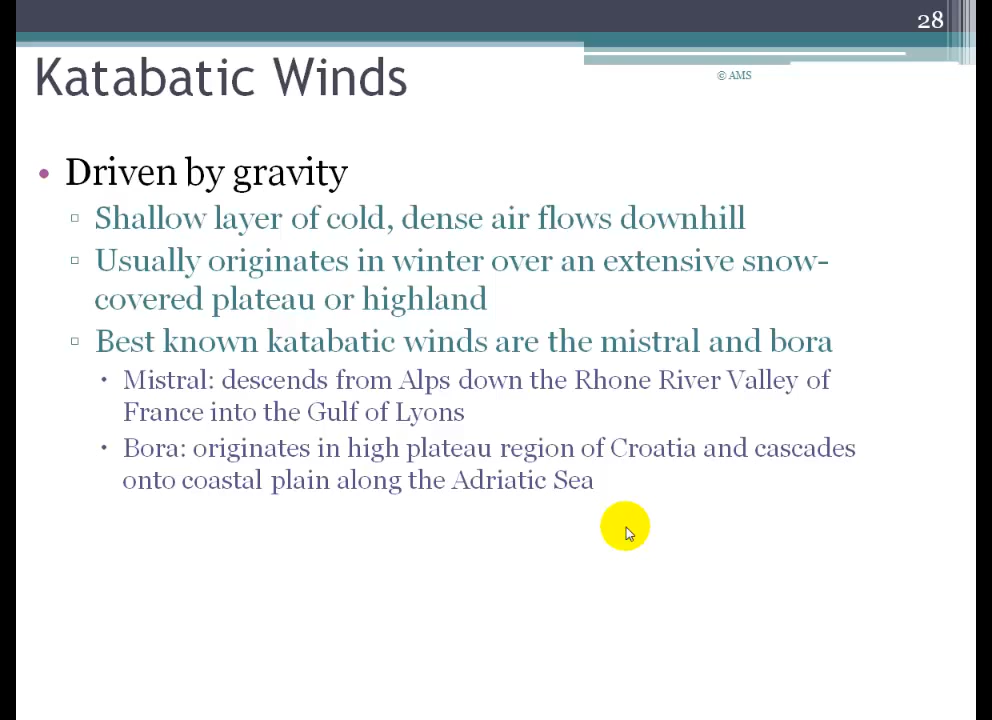 28
© AMS
Katabatic Winds
• Driven by gravity
▫ Shallow layer of cold, dense air flows downhill
▫ Usually originates in winter over an extensive snow-
covered plateau or highland
▫ Best known katabatic winds are the mistral and bora
• Mistral: descends from Alps down the Rhone River Valley of
France into the Gulf of Lyons
• Bora: originates in high plateau region of Croatia and cascades
onto coastal plain along the Adriatic Sea